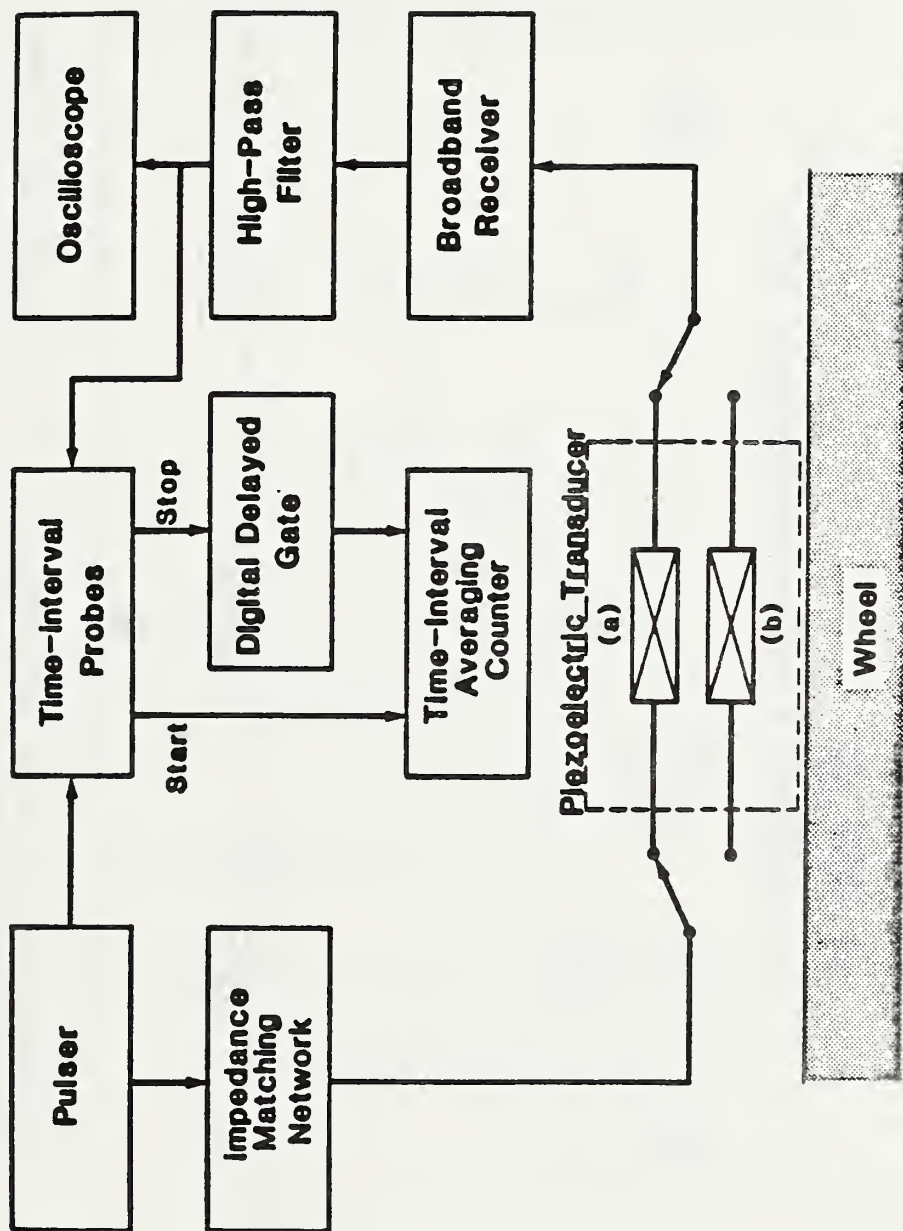 Pulser
Time-Interval
Probes
Oscilloscope
Impedance
Matching
Network
Start
Stop
Digital Delayed
Gate
High-Pass
Filter
Time-Interval
Averaging
Counter
Broadband
Receiver
Piezoelectric Transducer
(a)
(b)
Wheel